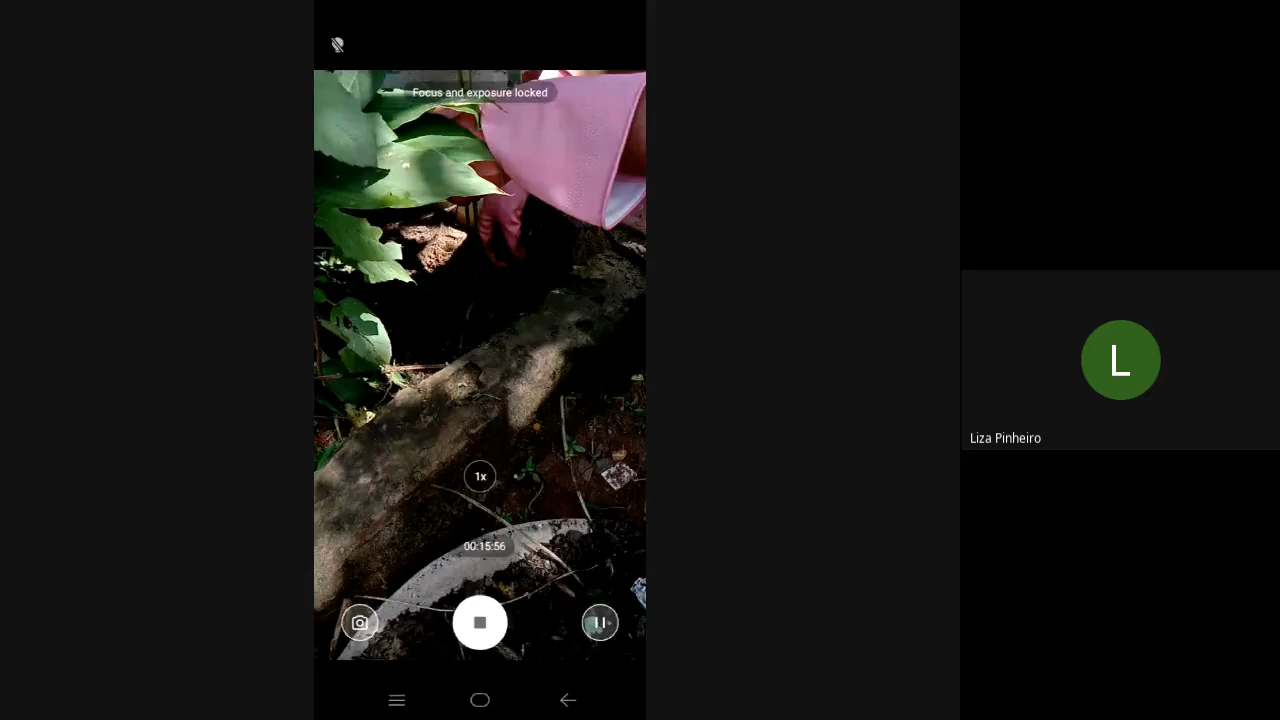 Focus and exposure locked
1x
00:15:56
L
Liza Pinheiro